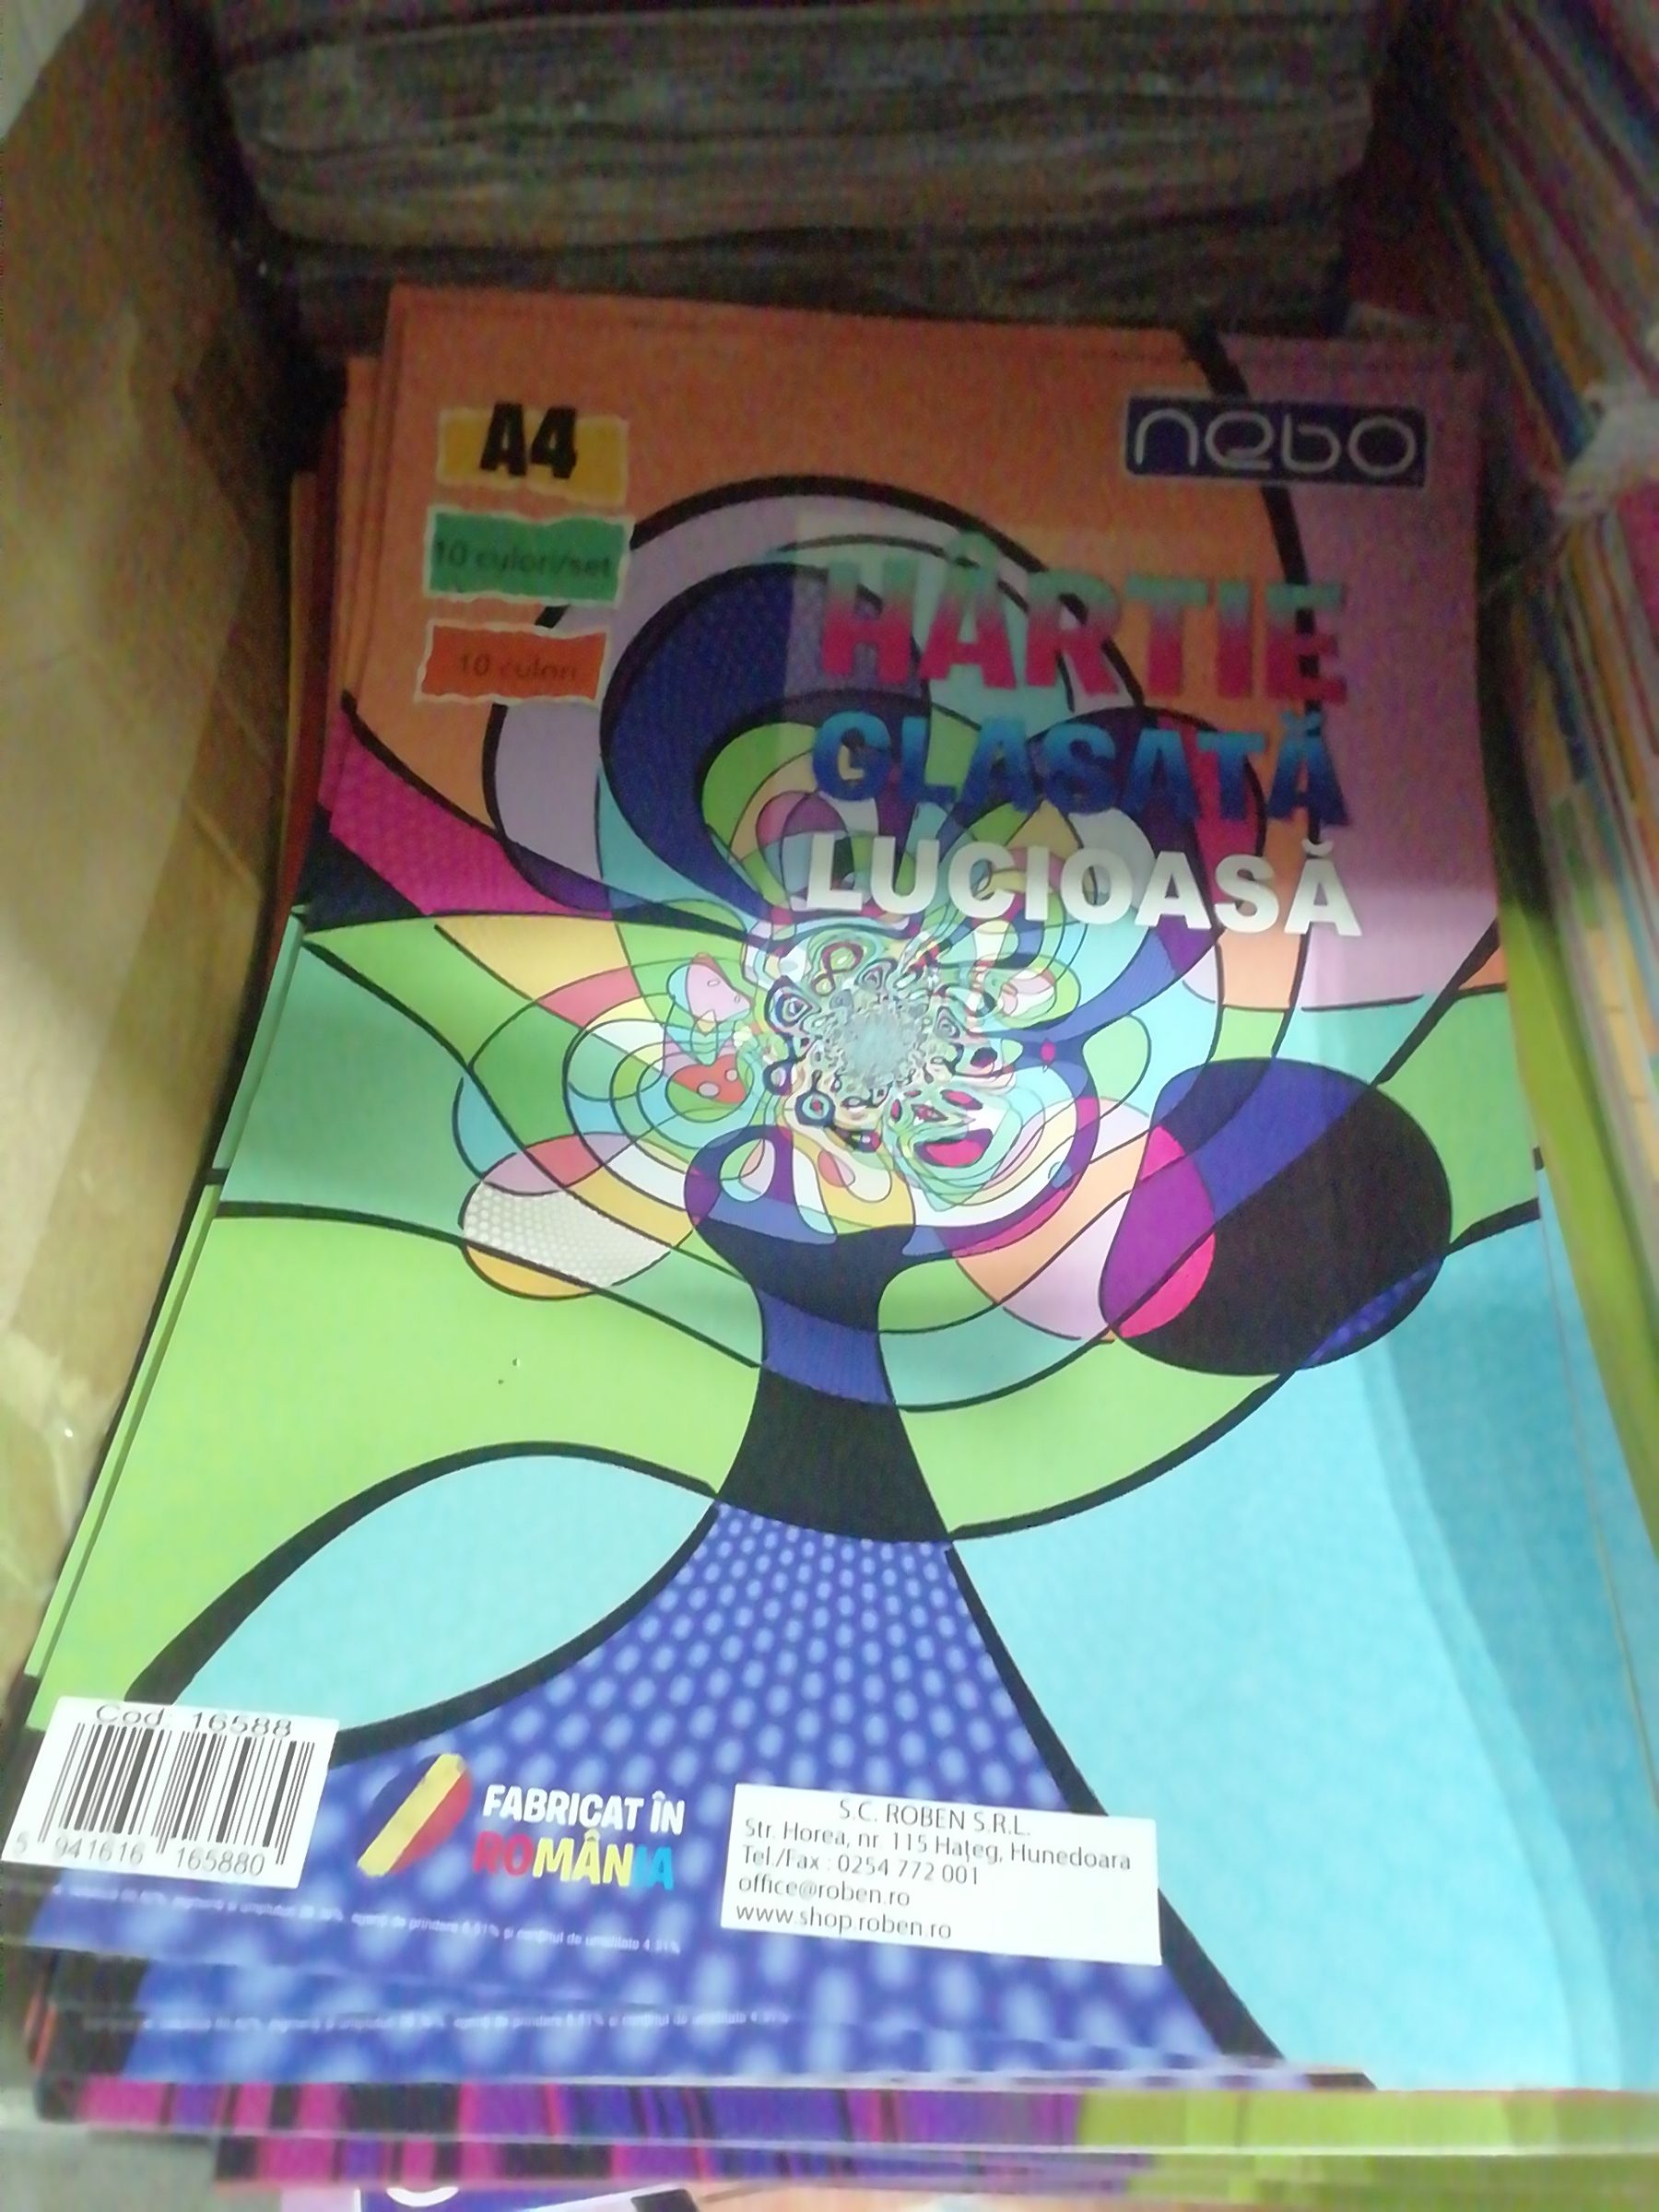 A4
nebo
10 culori/set
10 culori
HÂRTIE
GLASATĂ
LUCIOASĂ
Cod: 16588
5 941616 165880
FABRICAT ÎN
ROMÂNIA
S.C. ROBEN S.R.L.
Str. Horea, nr. 115 Hațeg, Hunedoara
Tel./Fax : 0254 772 001
office@roben.ro
www.shop.roben.ro